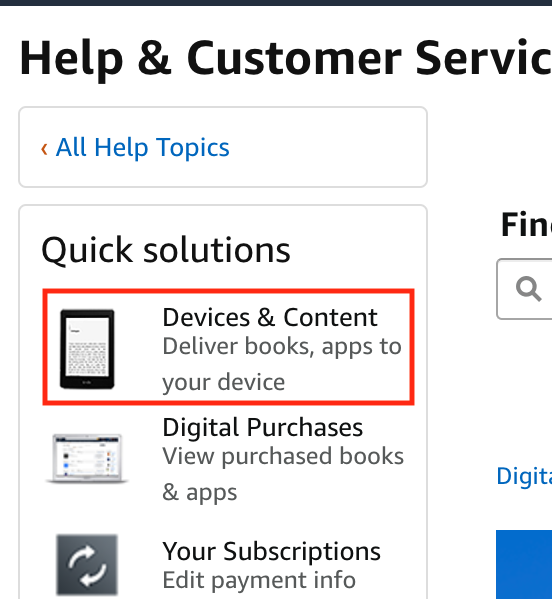 Help & Customer Servic
‹ All Help Topics
Quick solutions
Devices & Content
Deliver books, apps to
your device
Digital Purchases
View purchased books
& apps
Your Subscriptions
Edit payment info
Fin
Digit